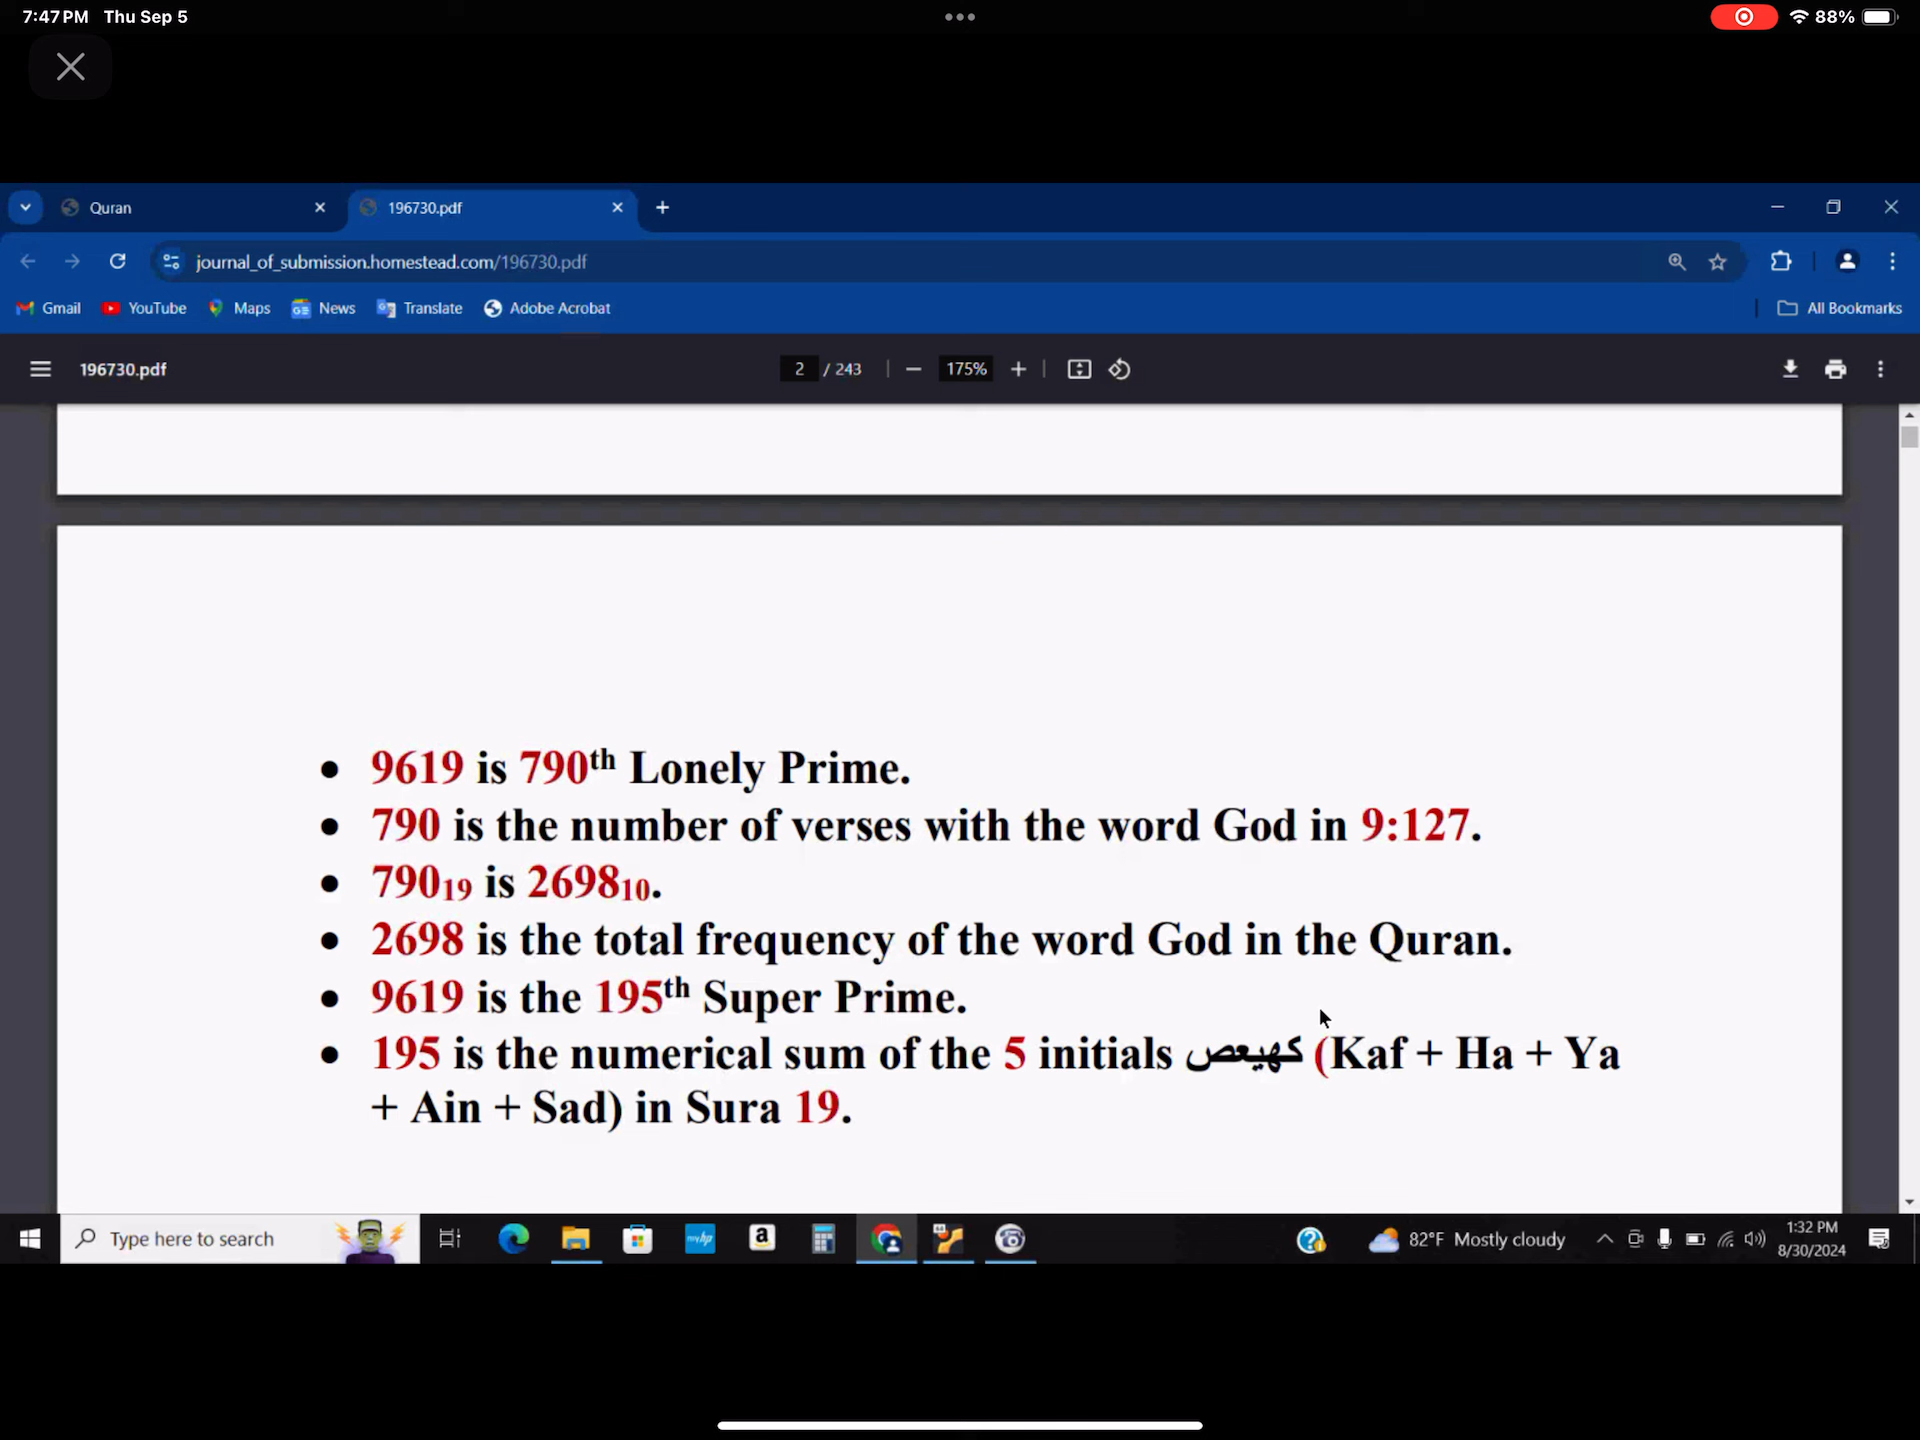 7:47 PM Thu Sep 5
88%
Quran
196730.pdf
journal_of_submission.homestead.com/196730.pdf
Gmail YouTube Maps News Translate Adobe Acrobat All Bookmarks
196730.pdf 2 / 243 175%
• 9619 is 790th Lonely Prime.
• 790 is the number of verses with the word God in 9:127.
• 79019 is 269810.
• 2698 is the total frequency of the word God in the Quran.
• 9619 is the 195th Super Prime.
• 195 is the numerical sum of the 5 initials كهيعص (Kaf + Ha + Ya
+ Ain + Sad) in Sura 19.
Type here to search
myhp
82°F Mostly cloudy
1:32 PM
8/30/2024